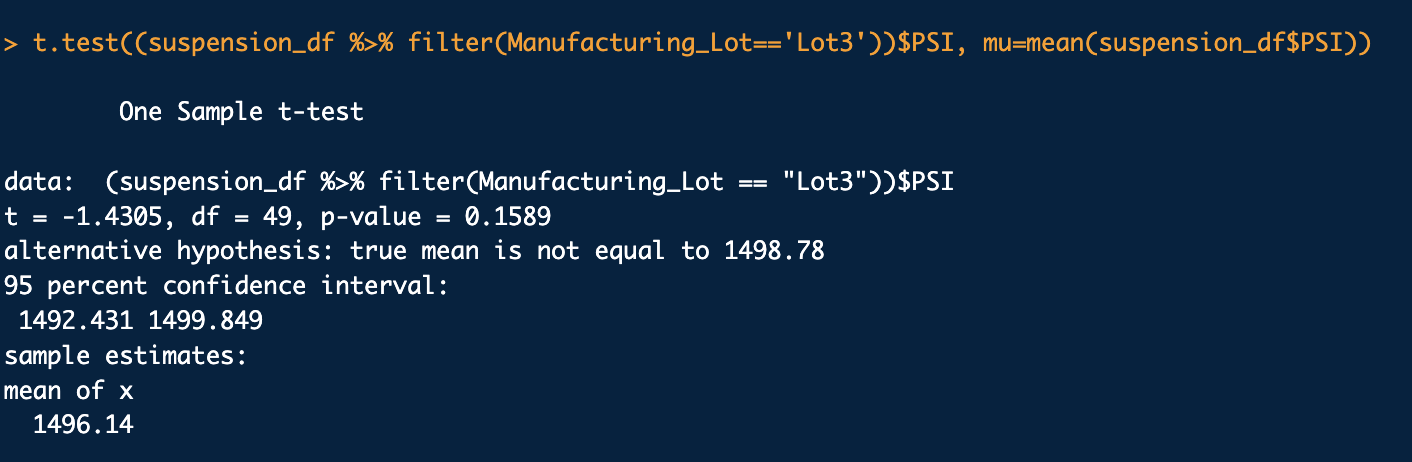 > t.test((suspension_df %>% filter(Manufacturing_Lot=='Lot3'))$PSI, mu=mean(suspension_df$PSI))
One Sample t-test
data:  (suspension_df %>% filter(Manufacturing_Lot == "Lot3"))$PSI
t = -1.4305, df = 49, p-value = 0.1589
alternative hypothesis: true mean is not equal to 1498.78
95 percent confidence interval:
1492.431 1499.849
sample estimates:
mean of x
1496.14